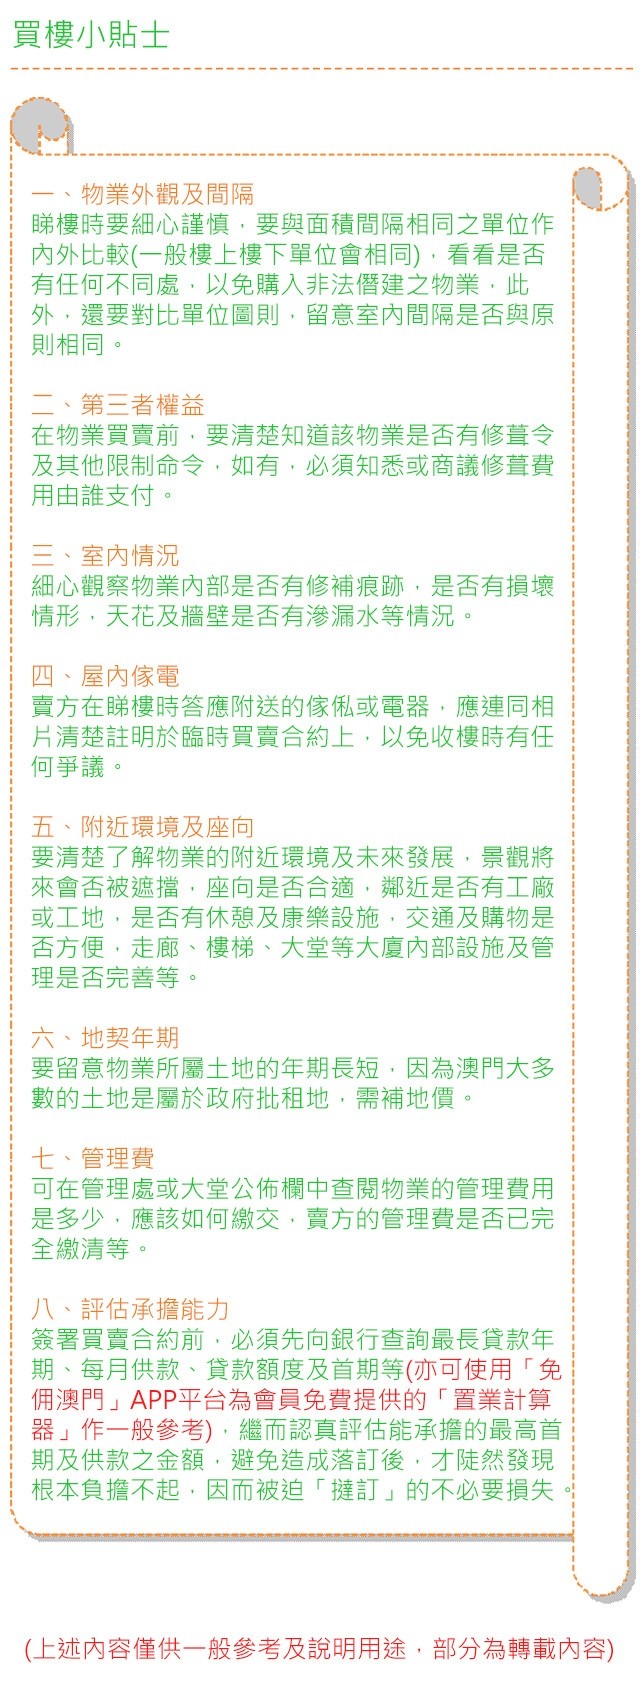 買樓小貼士
一、物業外觀及間隔
睇樓時要細心謹慎，要與面積間隔相同之單位作
內外比較(一般樓上樓下單位會相同)，看看是否
有任何不同處，以免購入非法僭建之物業，此
外，還要對比單位圖則，留意室內間隔是否與原
則相同。
二、第三者權益
在物業買賣前，要清楚知道該物業是否有修葺令
及其他限制命令，如有，必須知悉或商議修葺費
用由誰支付。
三、室內情況
細心觀察物業內部是否有修補痕跡，是否有損壞
情形，天花及牆壁是否有滲漏水等情況。
四、屋內傢電
賣方在睇樓時答應附送的傢俬或電器，應連同相
片清楚註明於臨時買賣合約上，以免收樓時有任
何爭議。
五、附近環境及座向
要清楚了解物業的附近環境及未來發展，景觀將
來會否被遮擋，座向是否合適，鄰近是否有工廠
或工地，是否有休憩及康樂設施，交通及購物是
否方便，走廊、樓梯、大堂等大廈內部設施及管
理是否完善等。
六、地契年期
要留意物業所屬土地的年期長短，因為澳門大多
數的土地是屬於政府批租地，需補地價。
七、管理費
可在管理處或大堂公佈欄中查閱物業的管理費用
是多少，應該如何繳交，賣方的管理費是否已完
全繳清等。
八、評估承擔能力
簽署買賣合約前，必須先向銀行查詢最長貸款年
期、每月供款、貸款額度及首期等(亦可使用「免
佣澳門」APP平台為會員免費提供的「置業計算
器」作一般參考)，繼而認真評估能承擔的最高首
期及供款之金額，避免造成落訂後，才陡然發現
根本負擔不起，因而被迫「撻訂」的不必要損失。
(上述內容僅供一般參考及說明用途，部分為轉載內容)